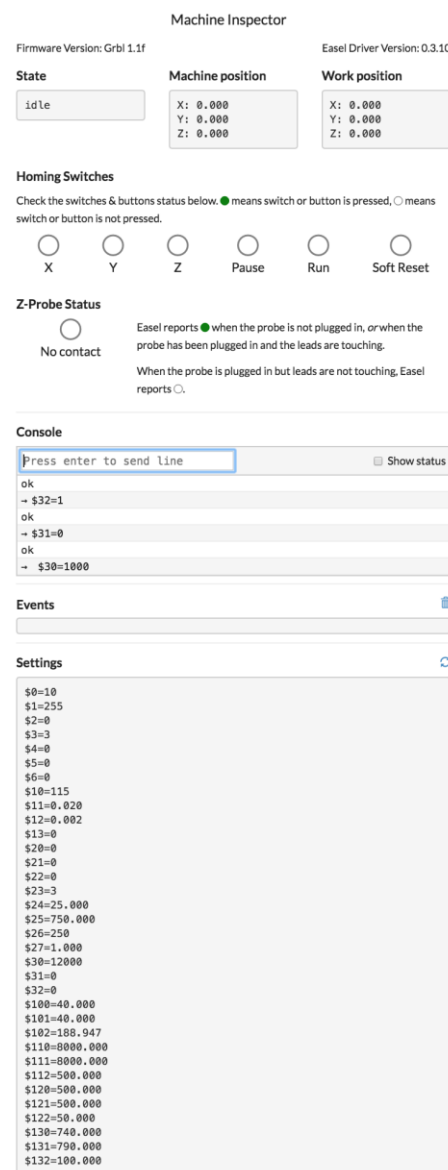 Machine Inspector
Firmware Version: Grbl 1.1f
Easel Driver Version: 0.3.10
State
Machine position
Work position
idle
X: 0.000
Y: 0.000
Z: 0.000
X: 0.000
Y: 0.000
Z: 0.000
Homing Switches
Check the switches & buttons status below. ● means switch or button is pressed, ○ means
switch or button is not pressed.
X Y Z Pause Run Soft Reset
Z-Probe Status
No contact
Easel reports ● when the probe is not plugged in, or when the
probe has been plugged in and the leads are touching.
When the probe is plugged in but leads are not touching, Easel
reports ○.
Console
Press enter to send line
Show status
ok
→ $32=1
ok
→ $31=0
ok
→ $30=1000
Events
Settings
$0=10
$1=255
$2=0
$3=3
$4=0
$5=0
$6=0
$10=115
$11=0.020
$12=0.002
$13=0
$20=0
$21=0
$22=0
$23=3
$24=25.000
$25=750.000
$26=250
$27=1.000
$30=12000
$31=0
$32=0
$100=40.000
$101=40.000
$102=188.947
$110=8000.000
$111=8000.000
$112=500.000
$120=500.000
$121=500.000
$122=50.000
$130=740.000
$131=790.000
$132=100.000